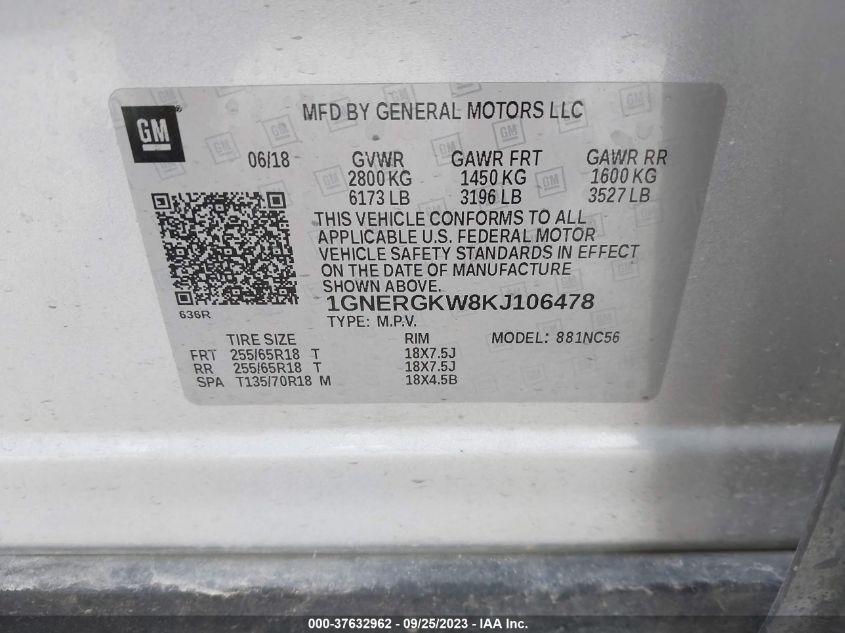 GM
MFD BY GENERAL MOTORS LLC
06/18 GVWR GAWR FRT GAWR RR
2800 KG 1450 KG 1600 KG
6173 LB 3196 LB 3527 LB
THIS VEHICLE CONFORMS TO ALL
APPLICABLE U.S. FEDERAL MOTOR
VEHICLE SAFETY STANDARDS IN EFFECT
ON THE DATE OF MANUFACTURE
SHOWN ABOVE.
1GNERGKW8KJ106478
636R
TYPE: M.P.V.
TIRE SIZE RIM MODEL: 881NC56
FRT 255/65R18 T 18X7.5J
RR 255/65R18 T 18X7.5J
SPA T135/70R18 M 18X4.5B
000-37632962 - 09/25/2023 - Copyright © IAA, Inc.